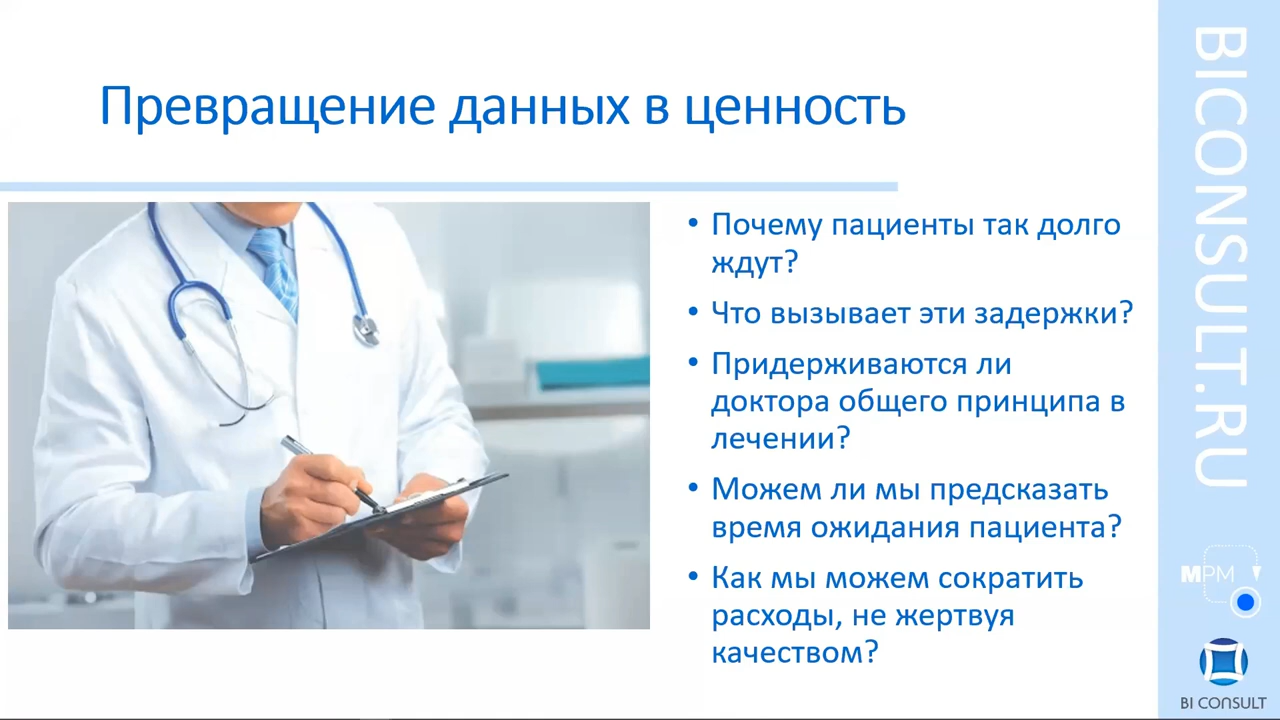 Превращение данных в ценность
• Почему пациенты так долго
ждут?
• Что вызывает эти задержки?
• Придерживаются ли
доктора общего принципа в
лечении?
• Можем ли мы предсказать
время ожидания пациента?
• Как мы можем сократить
расходы, не жертвуя
качеством?
BICONSULT.RU
MPM
BI CONSULT